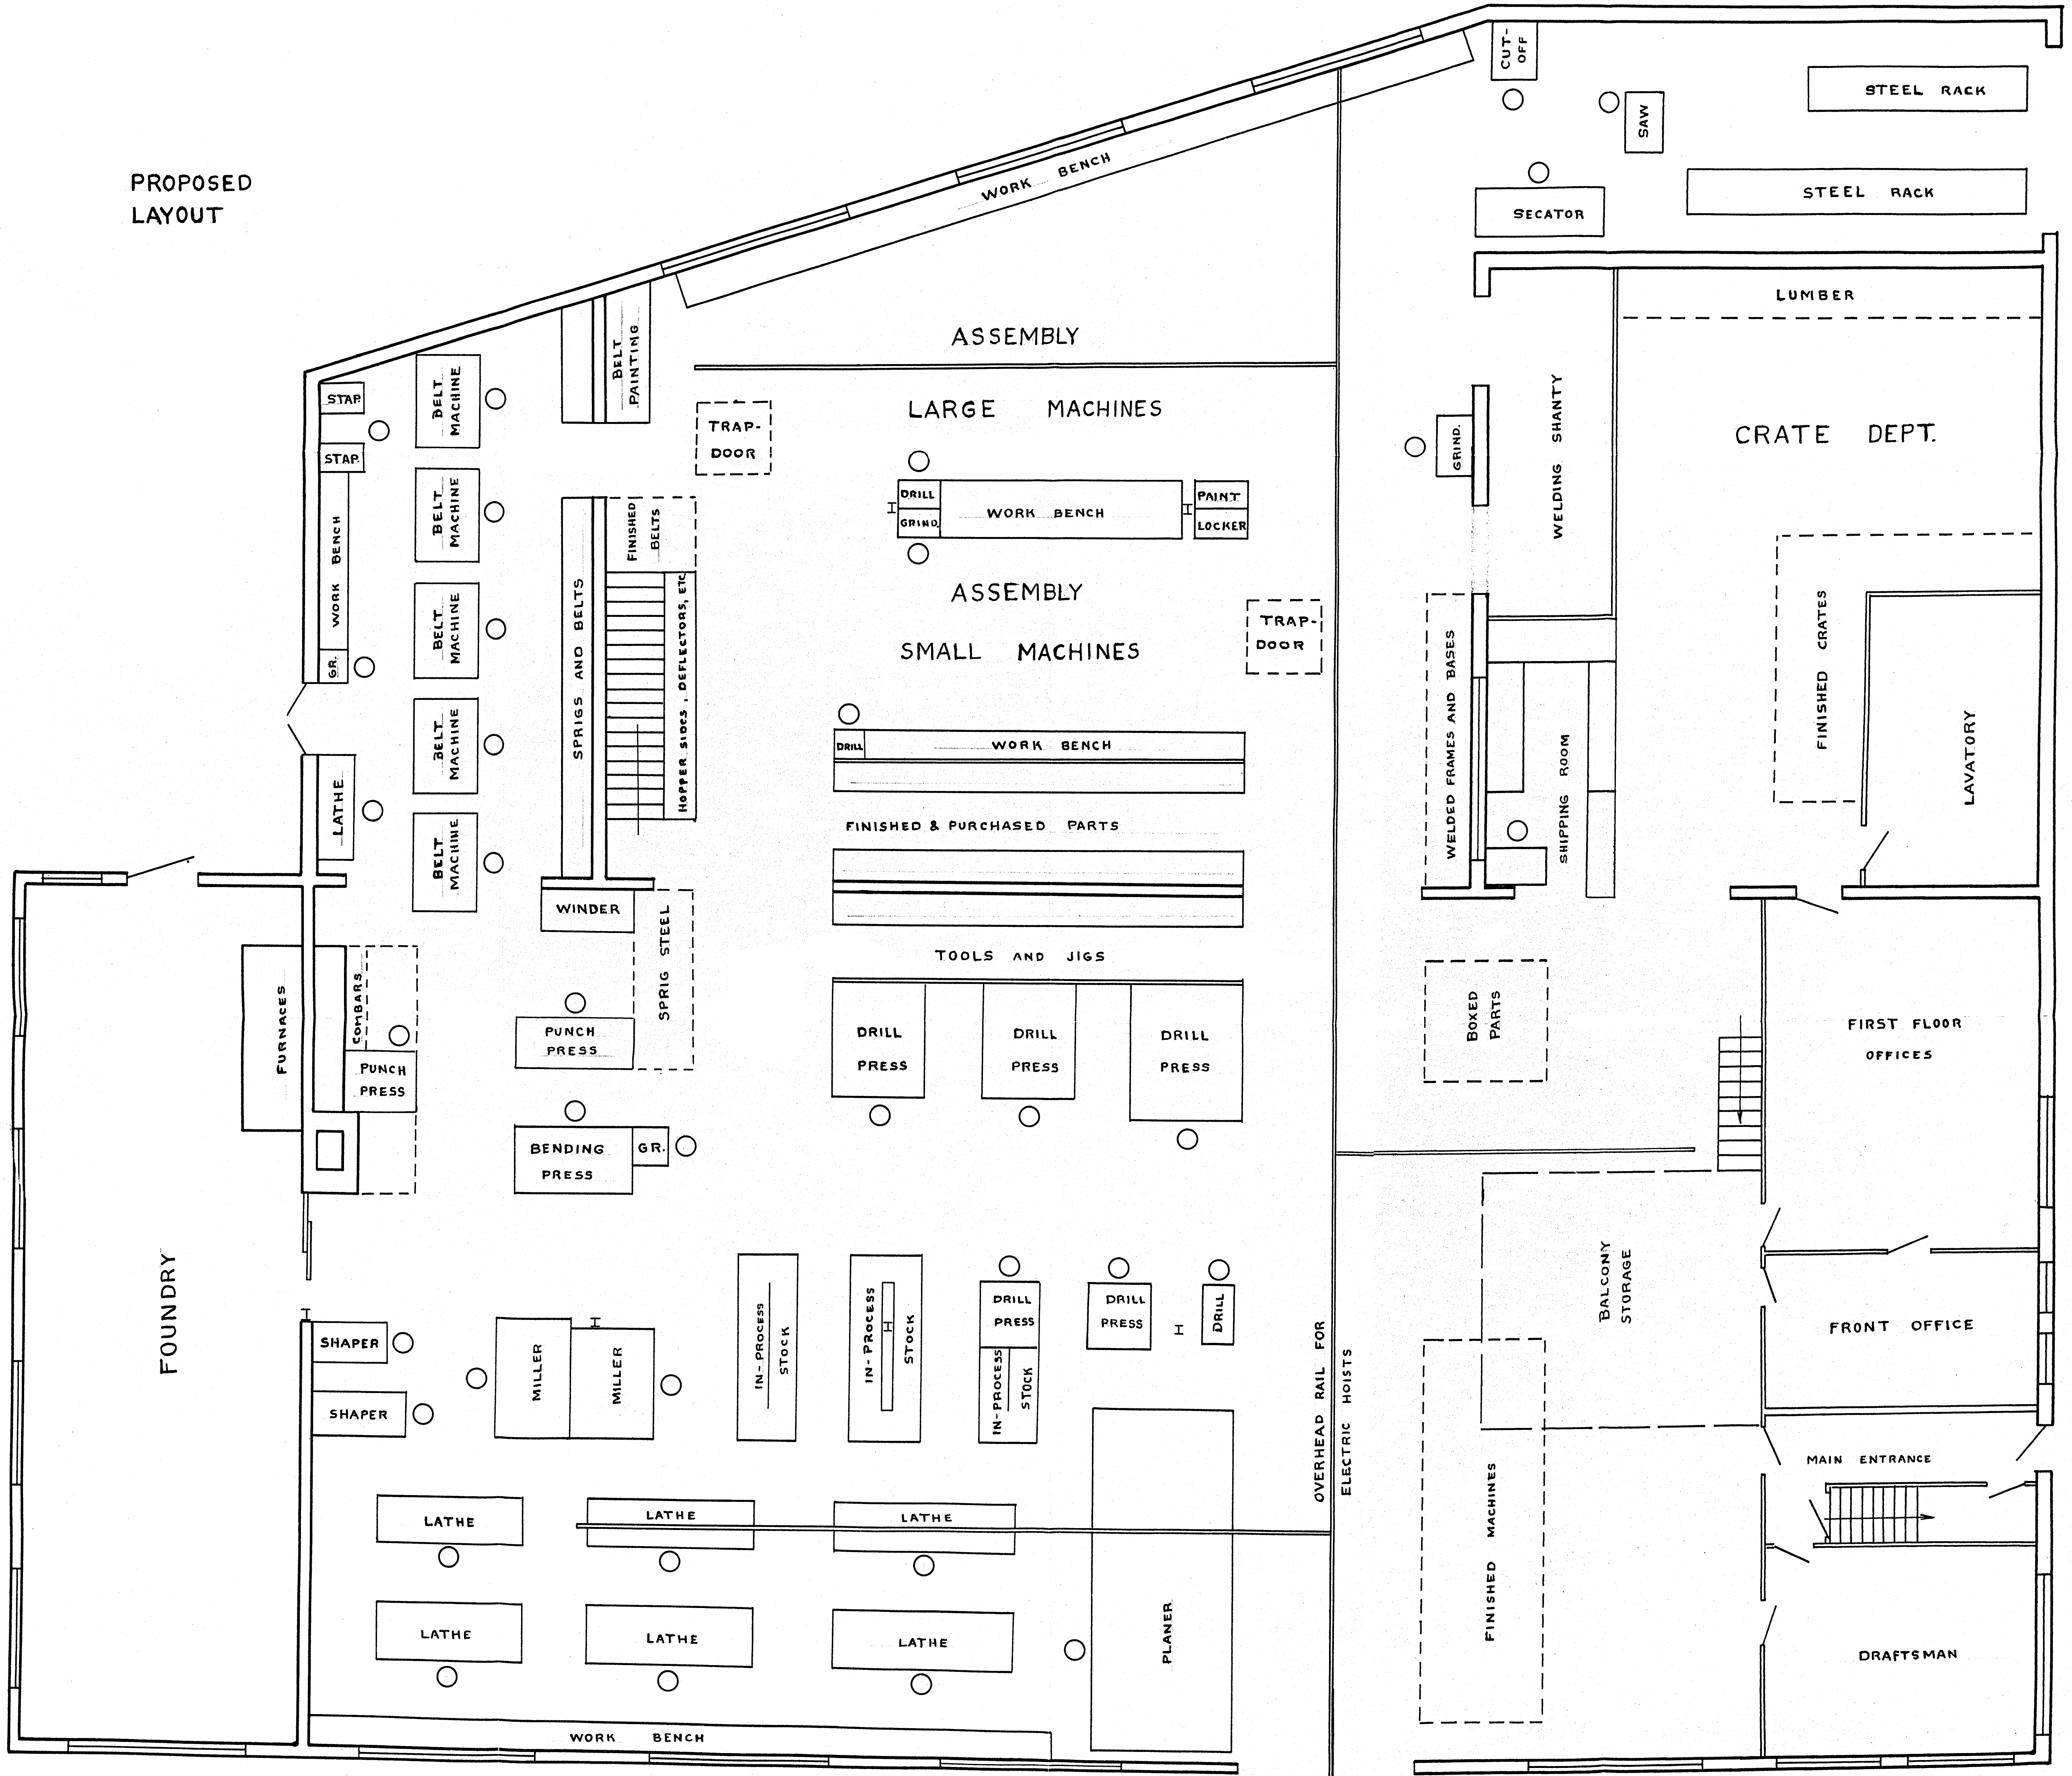 PROPOSED
LAYOUT
CUT-
OFF
SAW
STEEL RACK
STEEL RACK
SECATOR
WORK BENCH
LUMBER
ASSEMBLY
BELT
PAINTING
LARGE MACHINES
TRAP-
DOOR
STAP.
STAP.
BELT
MACHINE
BELT
MACHINE
BELT
MACHINE
BELT
MACHINE
BELT
MACHINE
WORK BENCH
GR.
LATHE
SPRIGS AND BELTS
FINISHED
BELTS
HOPPER SIDES, DEFLECTORS, ETC.
DRILL
GRIND.
WORK BENCH
PAINT
LOCKER
GRIND.
WELDING SHANTY
CRATE DEPT.
ASSEMBLY
SMALL MACHINES
TRAP-
DOOR
WELDED FRAMES AND BASES
SHIPPING ROOM
FINISHED CRATES
LAVATORY
DRILL
WORK BENCH
FINISHED & PURCHASED PARTS
TOOLS AND JIGS
WINDER
SPRIG STEEL
FURNACES
COMBARS
PUNCH
PRESS
PUNCH
PRESS
BENDING
PRESS
GR.
DRILL
PRESS
DRILL
PRESS
DRILL
PRESS
BOXED
PARTS
FIRST FLOOR
OFFICES
FOUNDRY
SHAPER
SHAPER
MILLER
MILLER
IN-PROCESS
STOCK
IN-PROCESS
STOCK
DRILL
PRESS
IN-PROCESS
STOCK
DRILL
PRESS
DRILL
OVERHEAD RAIL FOR
ELECTRIC HOISTS
BALCONY
STORAGE
FRONT OFFICE
FINISHED MACHINES
MAIN ENTRANCE
LATHE
LATHE
LATHE
LATHE
LATHE
LATHE
PLANER
DRAFTSMAN
WORK BENCH